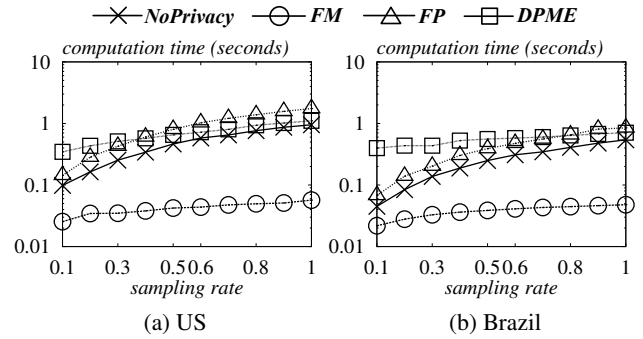 NoPrivacy FM FP DPME
computation time (seconds) computation time (seconds)
10 10
1 1
0.1 0.1
0.01 0.01
0.1 0.3 0.5 0.6 0.8 1 0.1 0.3 0.5 0.6 0.8 1
sampling rate sampling rate
(a) US (b) Brazil